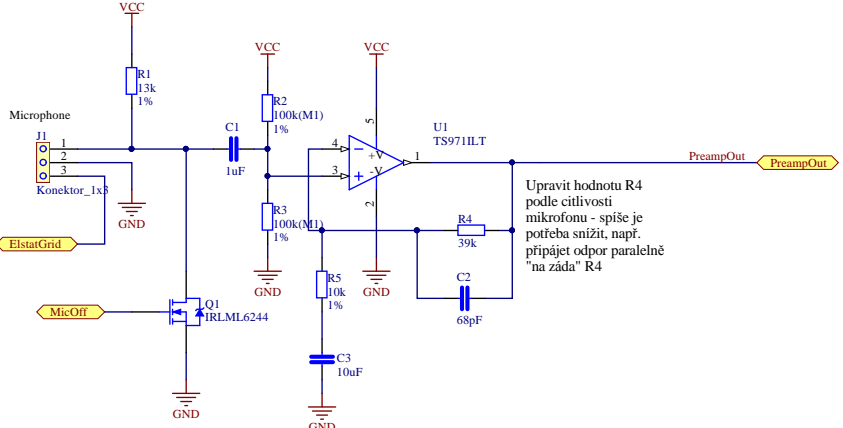 VCC
R1
13k
1%
Microphone
J1
1
2
3
Konektor_1x3
GND
ElstatGrid
MicOff
Q1
IRLML6244
GND
C1
1uF
VCC
R2
100k(M1)
1%
R3
100k(M1)
1%
GND
VCC
U1
TS971ILT
5
4
+V
1
3
-V
2
GND
R5
10k
1%
C3
10uF
GND
R4
39k
C2
68pF
PreampOut
PreampOut
Upravit hodnotu R4
podle citlivosti
mikrofonu - spíše je
potřeba snížit, např.
připájet odpor paralelně
"na záda" R4